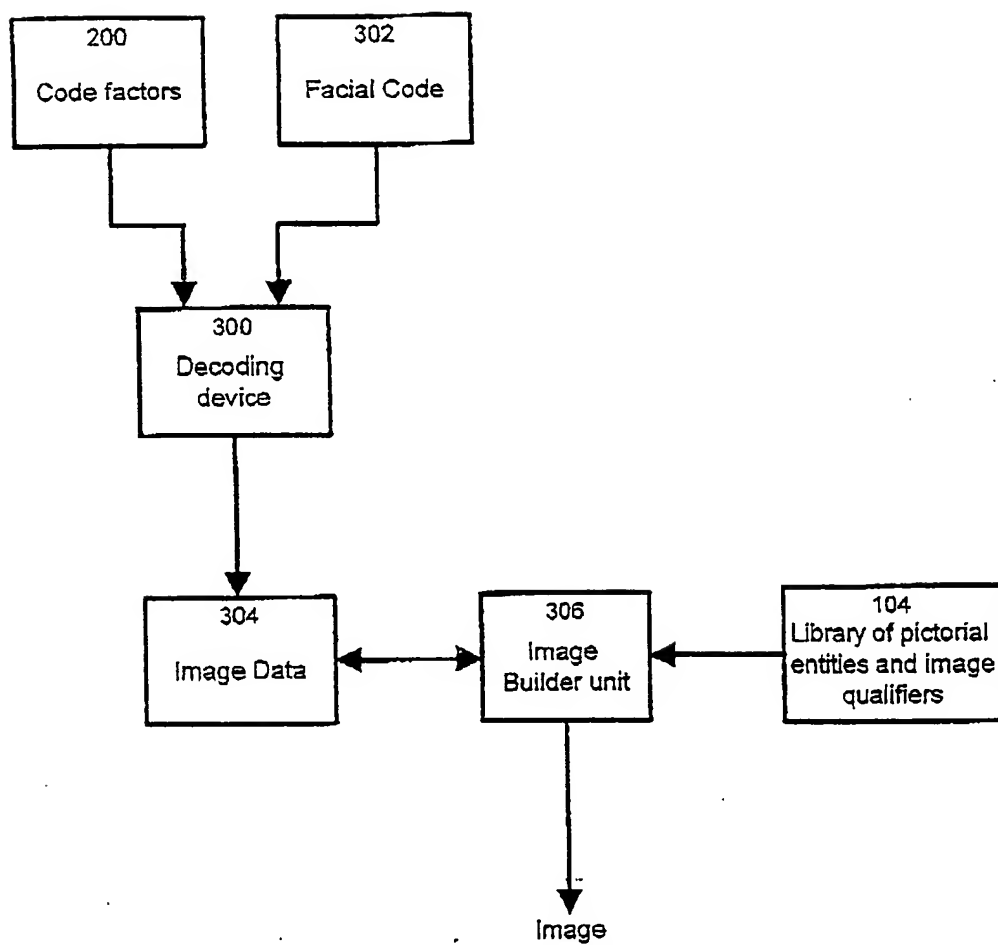 200
Code factors
302
Facial Code
300
Decoding
device
304
Image Data
306
Image
Builder unit
104
Library of pictorial
entities and image
qualifiers
Image